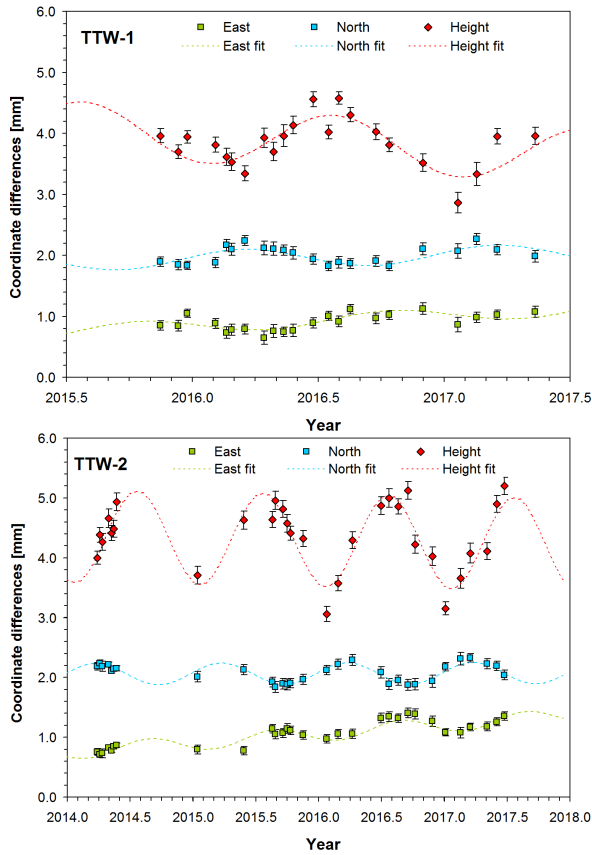 6.0
TTW-1
East North Height
East fit North fit Height fit
5.0
4.0
3.0
2.0
1.0
0.0
Coordinate differences [mm]
2015.5 2016.0 2016.5 2017.0 2017.5
Year
6.0
TTW-2
East North Height
East fit North fit Height fit
5.0
4.0
3.0
2.0
1.0
0.0
Coordinate differences [mm]
2014.0 2014.5 2015.0 2015.5 2016.0 2016.5 2017.0 2017.5 2018.0
Year